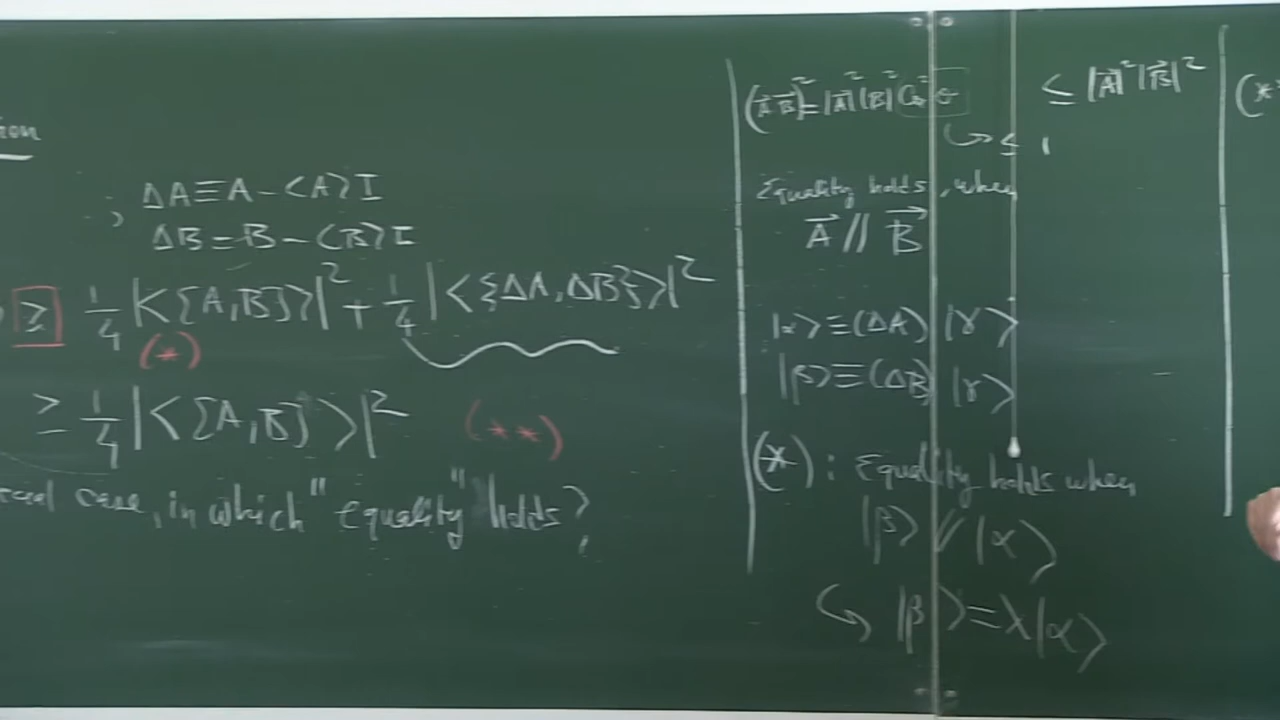 ΔA≡A-<A>I
, ΔB=B-<B>I
≥ 1/4 |<[A,B]>|² + 1/4 |<{ΔA,ΔB}>|²
(*)
≥ 1/4 |<[A,B]>|² (**)
case, in which "equality" holds?
(A⃗ B⃗)²=|A⃗|²|B|² Cos²θ ≤ |A⃗|²|B⃗|²
↳ ≤ 1
Equality holds, when
A⃗ // B⃗
|α>≡(ΔA)|γ>
|β>≡(ΔB)|γ>
(*) : Equality holds when
|β> // |α>
↳ |β>=λ|α>
(*